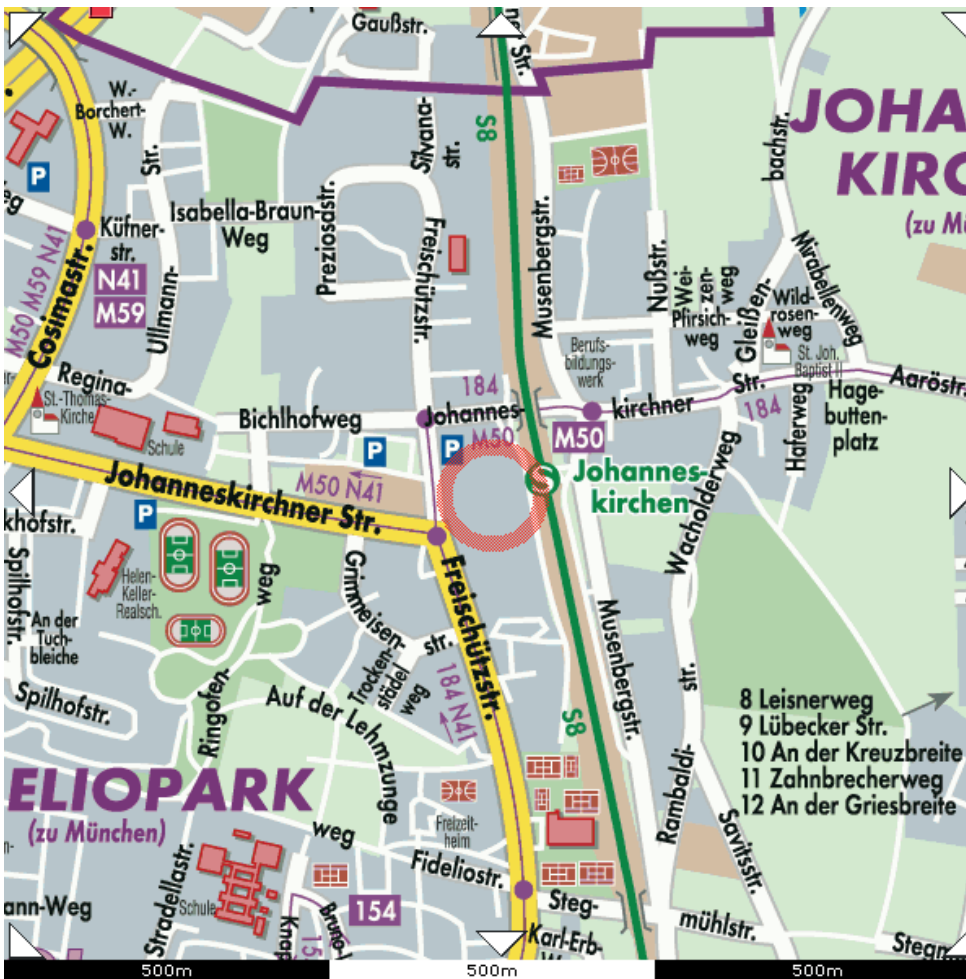 Gaußstr.
Str.
W.-
Borchert-
W.
Str.
Silvana-
str.
S8
bachstr.
JOHA
KIRC
(zu Mü
P
eg
Küfner-
str.
Isabella-Braun-
Weg
Preziosastr.
Freischützstr.
Musenbergstr.
Nußstr.
Wei-
zen-
weg
Pfirsich-
weg
Gleißen-
Mirabellenweg
Wild-
rosen-
weg
N41
M59
M50 M59 N41
Cosimastr.
Ullmann-
Berufs-
bildungs-
werk
St. Joh.
Baptist II
Regina-
St.-Thomas-
Kirche
Schule
Bichlhofweg
184
Johannes-
kirchner
Str.
184
Aaröstr.
Hage-
butten-
platz
Haferweg
P
P
M50
M50
M50 N41
S
Johannes-
kirchen
Johanneskirchner Str.
P
khofstr.
Spilhofstr.
Helen-
Keller-
Realsch.
weg
Grimmeisen-
str.
Freischützstr.
Wacholderweg
An der
Tuch-
bleiche
Trocken-
städel
weg
Musenbergstr.
Spilhofstr.
Ringofen-
Auf der Lehmzunge
184 N41
S8
str.
8 Leisnerweg
9 Lübecker Str.
10 An der Kreuzbreite
11 Zahnbrecherweg
12 An der Griesbreite
ELIOPARK
(zu München)
weg
Freizeit-
heim
Fideliostr.
Rambaldi-
Savitsstr.
Stradellastr.
Schule
154
ann-Weg
Knap
Bruno-
15
Steg-
mühlstr.
Karl-Erb-
Stegm
500m
500m
500m